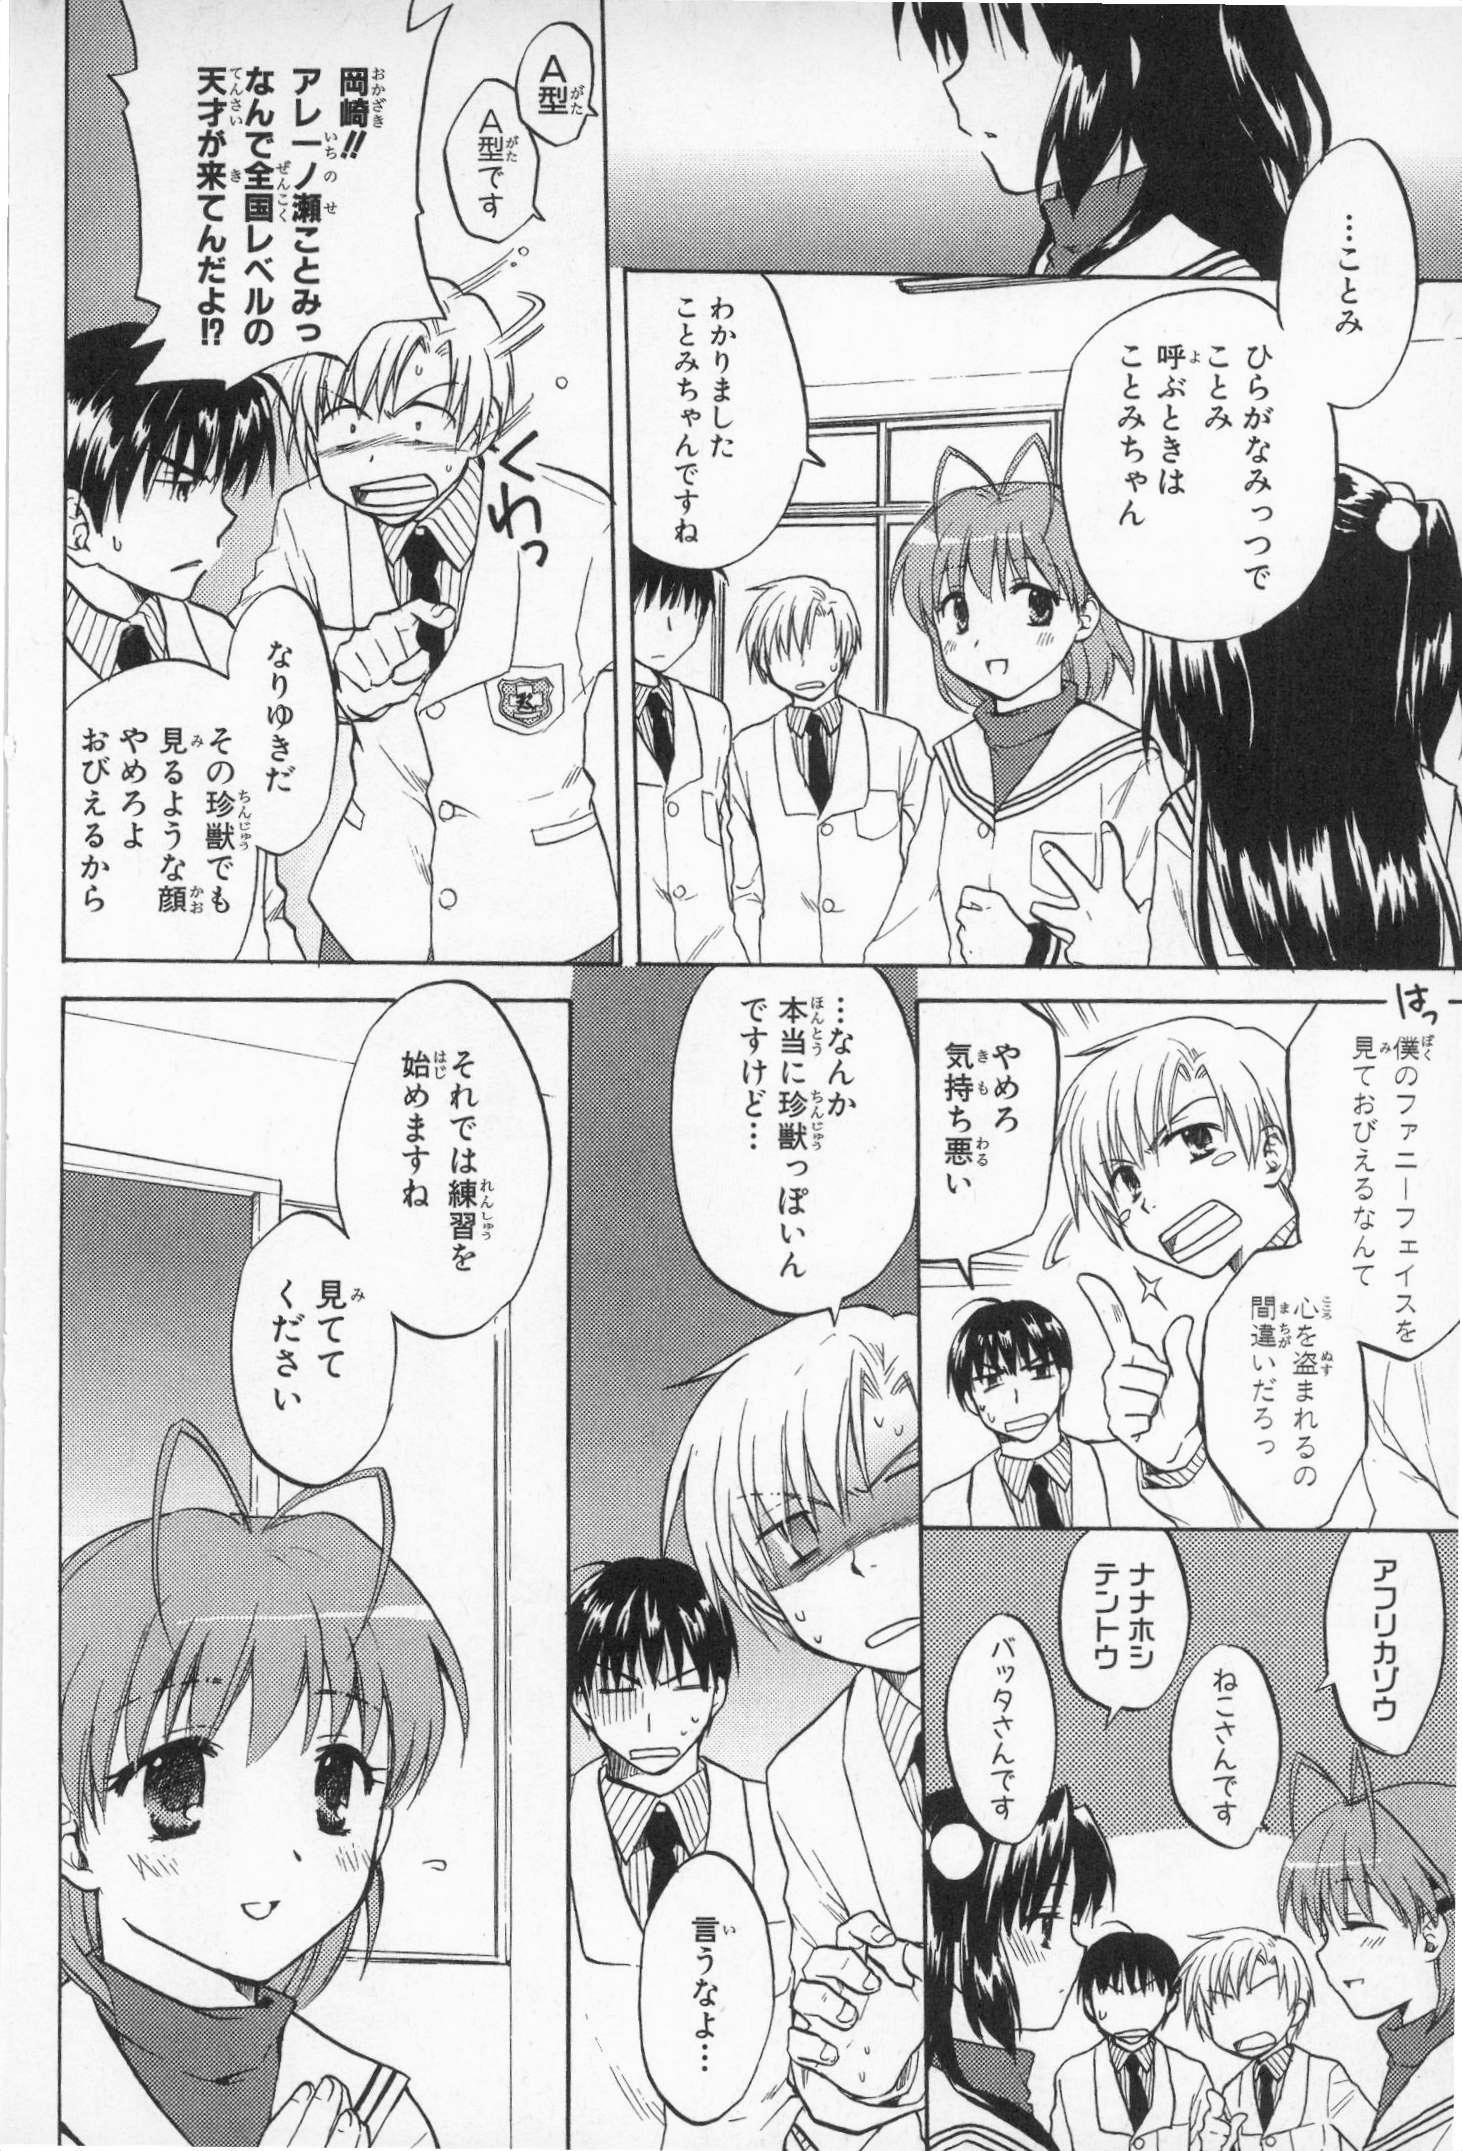 …ことみ
ひらがなみっつで
ことみ
呼ぶときは
ことみちゃん
わかりました
ことみちゃんですね
A型
A型です
岡崎!!
アレ一ノ瀬ことみっ
なんで全国レベルの
天才が来てんだよ!?
くわっ
なりゆきだ
その珍獣でも
見るような顔
やめろよ
おびえるから
はっ
僕のファニーフェイスを
見ておびえるなんて
心を盗まれるの
間違いだろっ
やめろ
気持ち悪い
アフリカゾウ
ねこさんです
ナナホシ
テントウ
バッタさんです
…なんか
本当に珍獣っぽいん
ですけど…
言うなよ…
それでは練習を
始めますね
見てて
ください